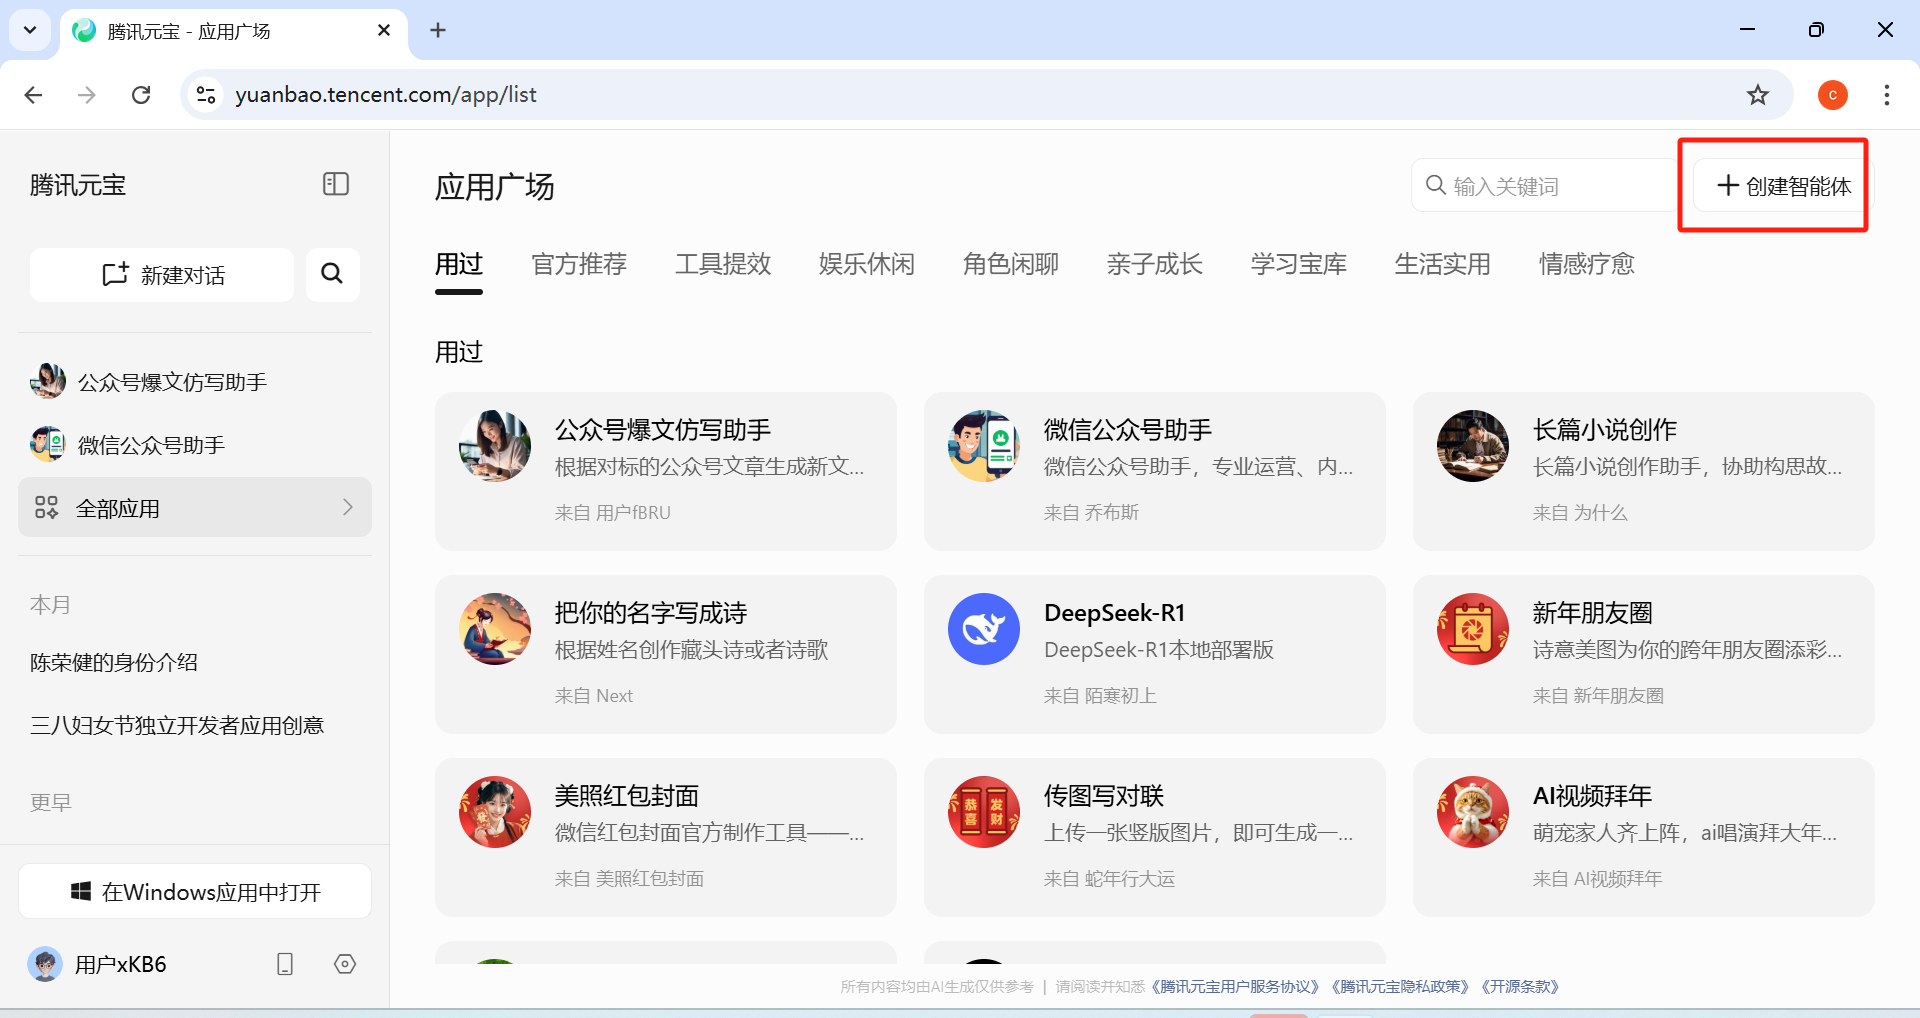 腾讯元宝 - 应用广场
yuanbao.tencent.com/app/list
C
腾讯元宝
新建对话
公众号爆文仿写助手
微信公众号助手
全部应用
本月
陈荣健的身份介绍
三八妇女节独立开发者应用创意
更早
在Windows应用中打开
用户xKB6
应用广场
输入关键词
创建智能体
用过 官方推荐 工具提效 娱乐休闲 角色闲聊 亲子成长 学习宝库 生活实用 情感疗愈
用过
公众号爆文仿写助手
根据对标的公众号文章生成新文...
来自 用户fBRU
微信公众号助手
微信公众号助手，专业运营、内...
来自 乔布斯
长篇小说创作
长篇小说创作助手，协助构思故...
来自 为什么
把你的名字写成诗
根据姓名创作藏头诗或者诗歌
来自 Next
DeepSeek-R1
DeepSeek-R1本地部署版
来自 陌寒初上
新年朋友圈
诗意美图为你的跨年朋友圈添彩...
来自 新年朋友圈
美照红包封面
微信红包封面官方制作工具——...
来自 美照红包封面
恭喜 发财
传图写对联
上传一张竖版图片，即可生成一...
来自 蛇年行大运
AI视频拜年
萌宠家人齐上阵，ai唱演拜大年...
来自 AI视频拜年
所有内容均由AI生成仅供参考 | 请阅读并知悉《腾讯元宝用户服务协议》《腾讯元宝隐私政策》《开源条款》